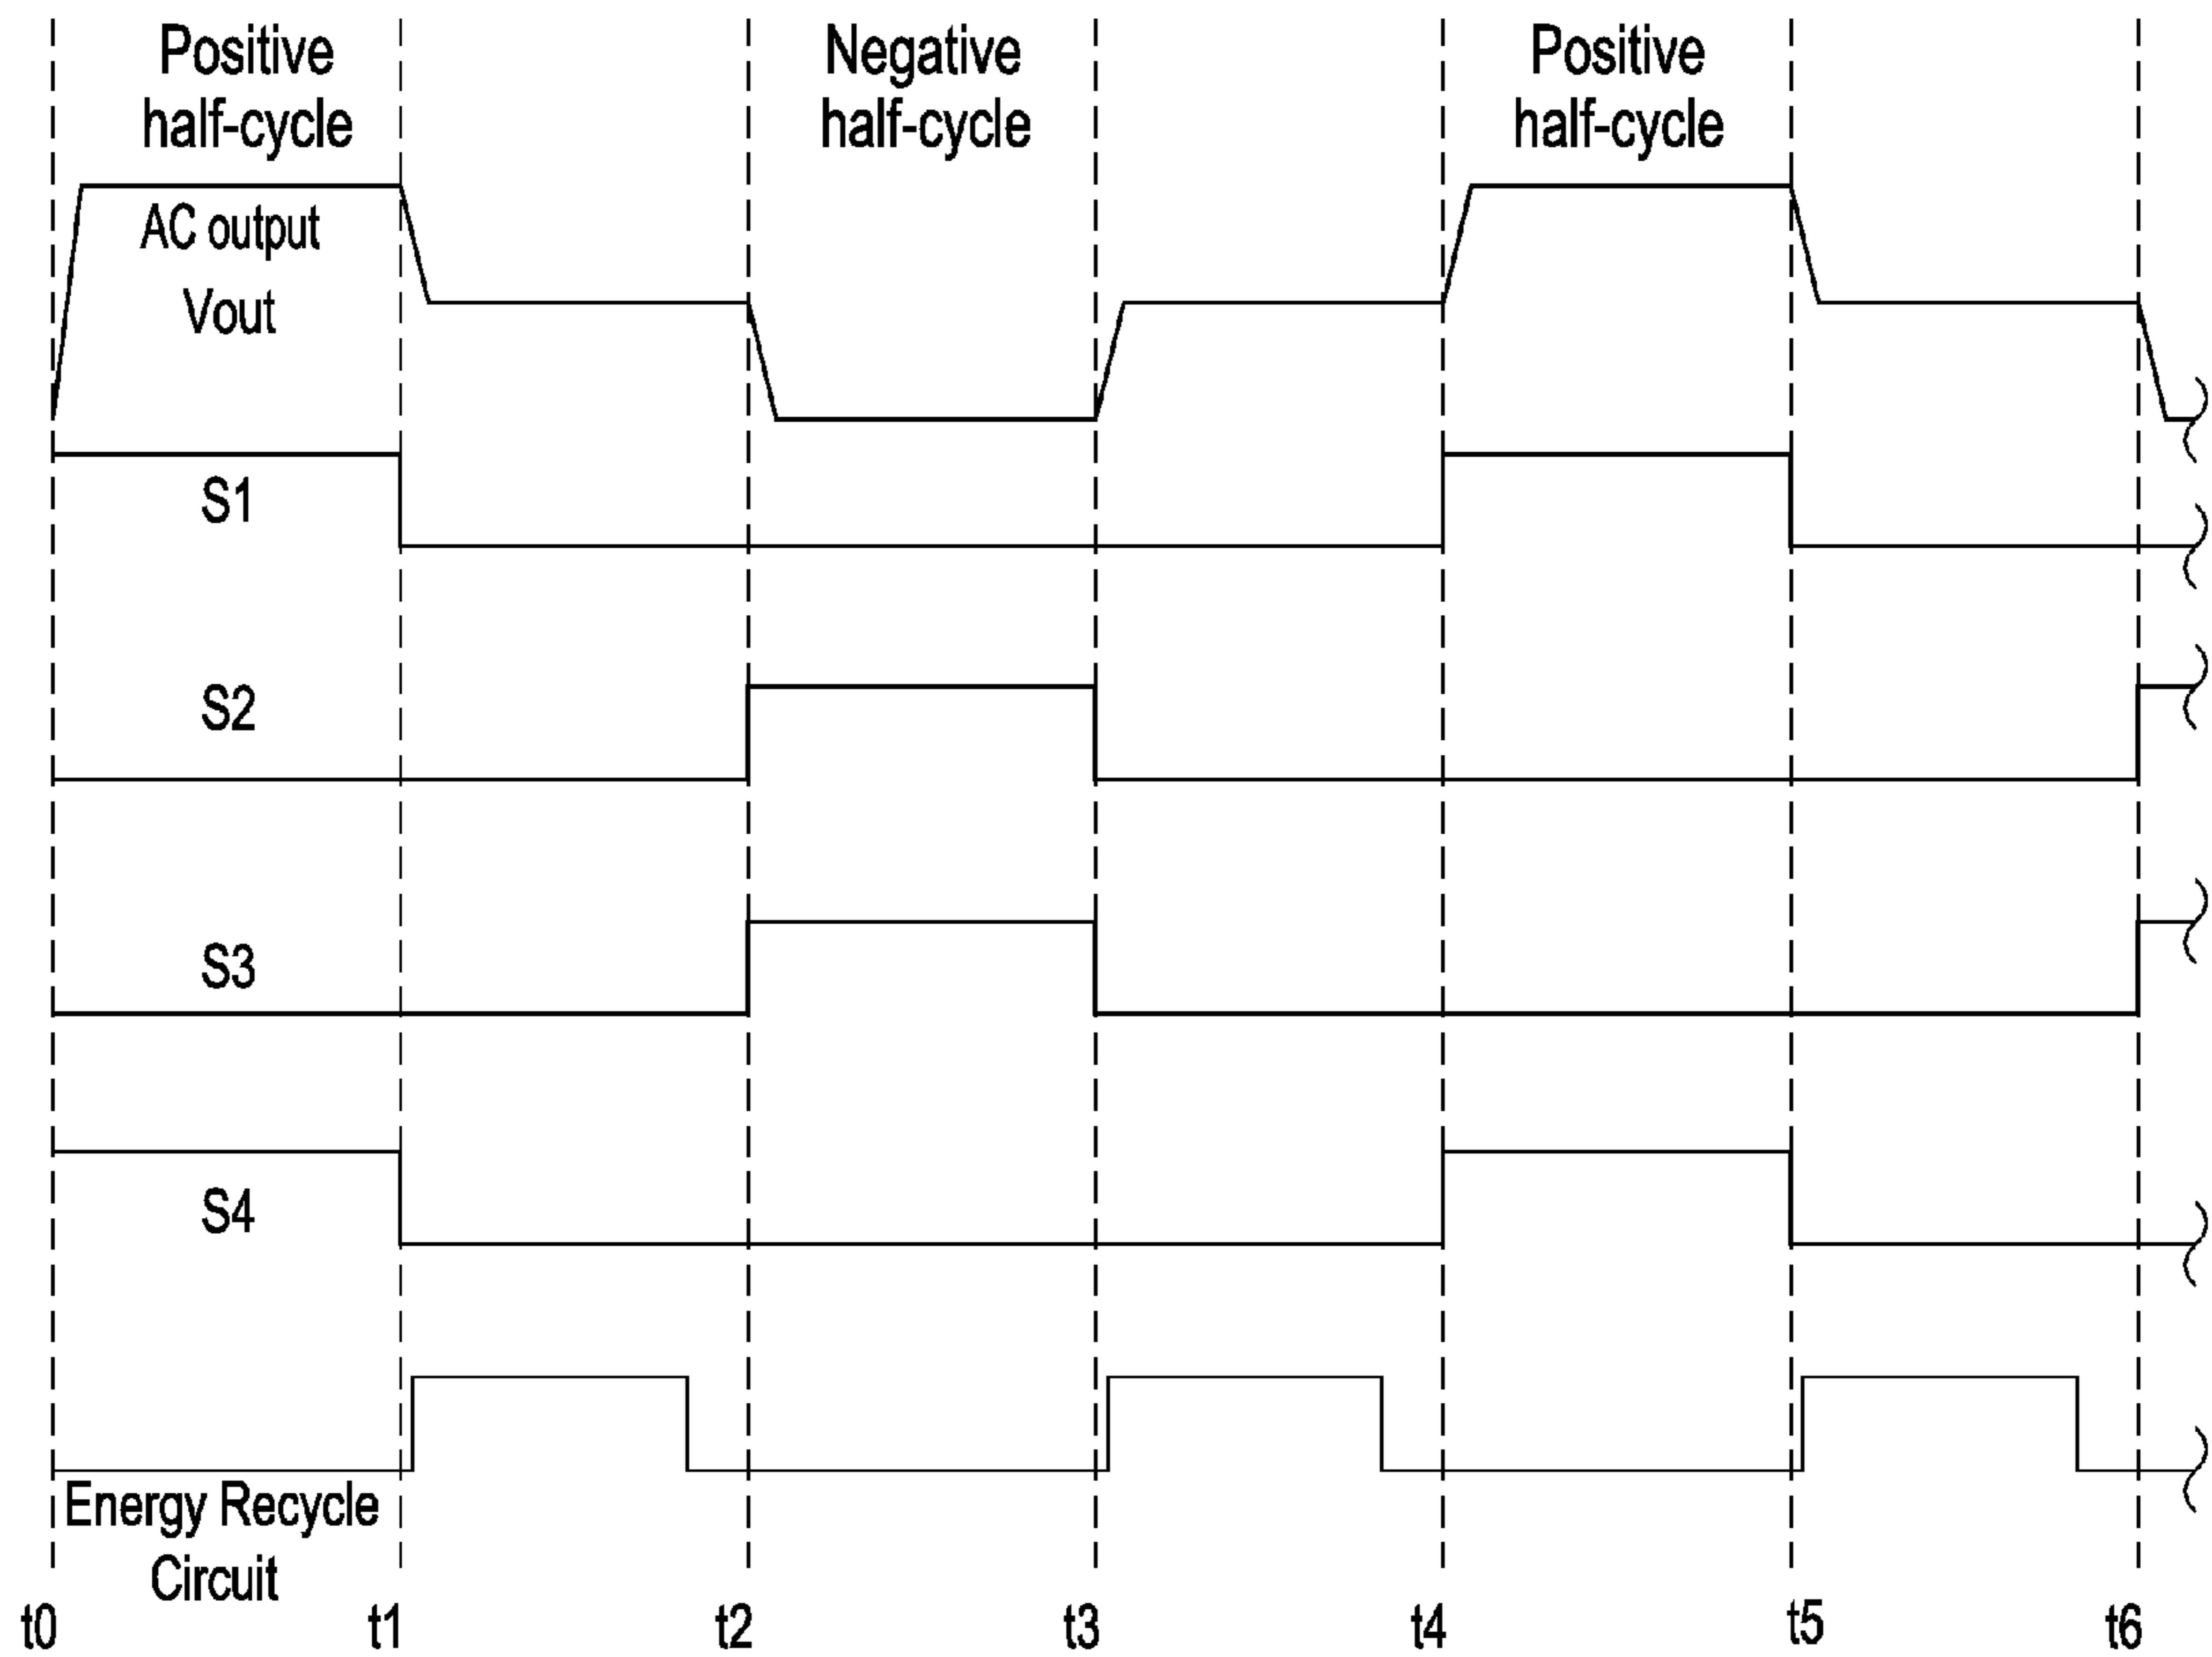 Positive
half-cycle
Negative
half-cycle
Positive
half-cycle
AC output
Vout
S1
S2
S3
S4
Energy Recycle
Circuit
t0
t1
t2
t3
t4
t5
t6